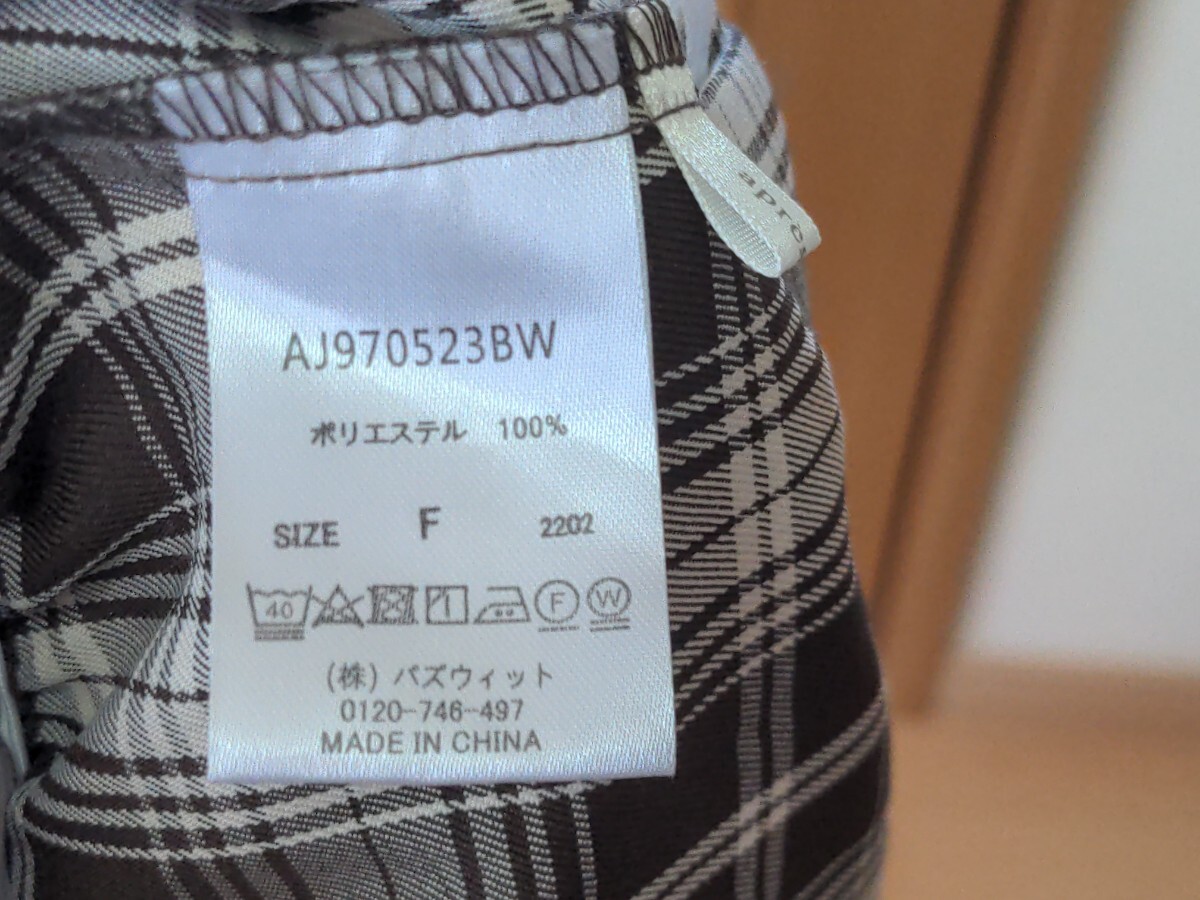 AJ970523BW
ポリエステル 100%
SIZE F 2202
40 F W
(株) バズウィット
0120-746-497
MADE IN CHINA